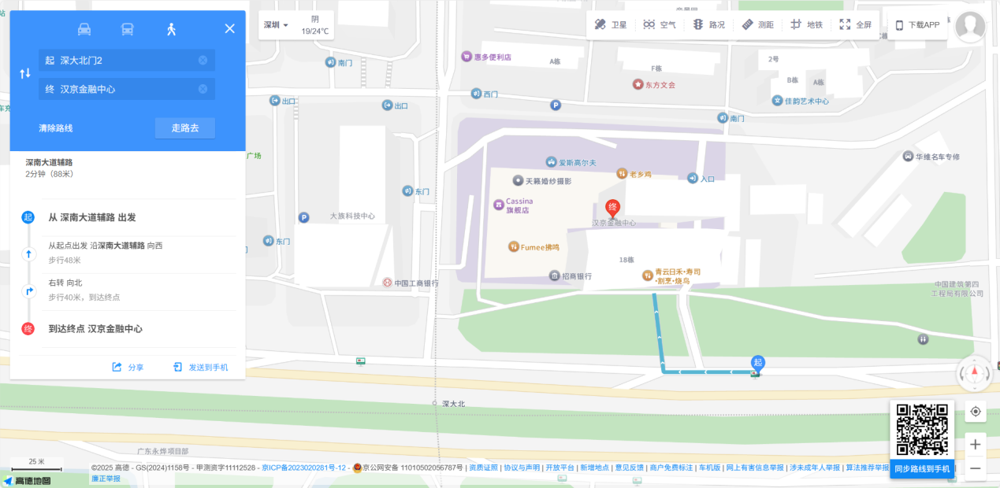 起 深大北门2
终 汉京金融中心
清除路线
走路去
深南大道辅路
2分钟（88米）
起
从 深南大道辅路 出发
从起点出发 沿深南大道辅路 向西
步行48米
右转 向北
步行40米，到达终点
终
到达终点 汉京金融中心
分享
发送到手机
深圳
阴
19/24°C
卫星
空气
路况
测距
地铁
全屏
下载APP
南门
惠多便利店
A栋
F栋
2号
B栋
A栋
东方文会
佳韵艺术中心
出口
出口
西门
P
南门
广场
华维名车专修
爱斯高尔夫
老乡鸡
入口
天籁婚纱摄影
东门
Cassina
旗舰店
终
汉京金融中心
P
大族科技中心
东门
Fumee拂鸣
18栋
招商银行
青云日禾·寿司
·割烹·烧鸟
中国工商银行
中国建筑第四
工程局有限公司
起
深大北
广东永烨项目部
25 米
高德地图
©2025 高德 - GS(2024)1158号 - 甲测资字11112528 - 京ICP备2023020281号-12 - 京公网安备 11010502056787号 | 资质证照 | 协议与声明 | 开放平台 | 新增地点 | 意见反馈 | 商户免费标注 | 车机版 | 网上有害信息举报 | 涉未成年人举报 | 算法推荐举报
廉正举报
同步路线到手机